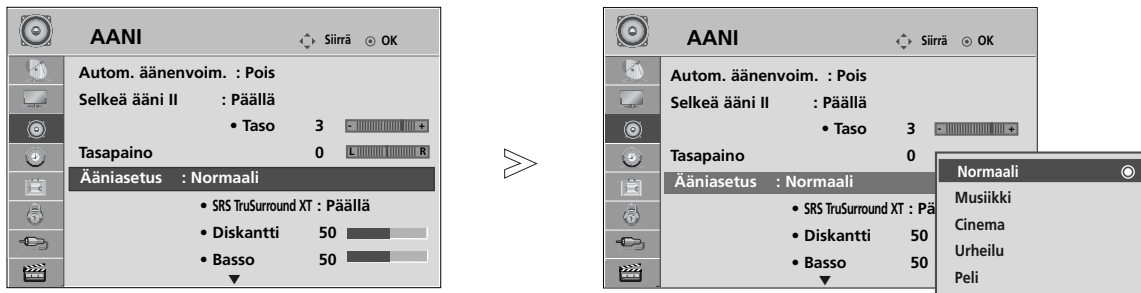 AANI Siirrä OK
Autom. äänenvoim. : Pois
Selkeä ääni II : Päällä
• Taso 3 - +
Tasapaino 0 L R
Ääniasetus : Normaali
• SRS TruSurround XT : Päällä
• Diskantti 50
• Basso 50
AANI Siirrä OK
Autom. äänenvoim. : Pois
Selkeä ääni II : Päällä
• Taso 3 - +
Tasapaino 0
Ääniasetus : Normaali
• SRS TruSurround XT : Pä
• Diskantti 50
• Basso 50
Normaali
Musiikki
Cinema
Urheilu
Peli